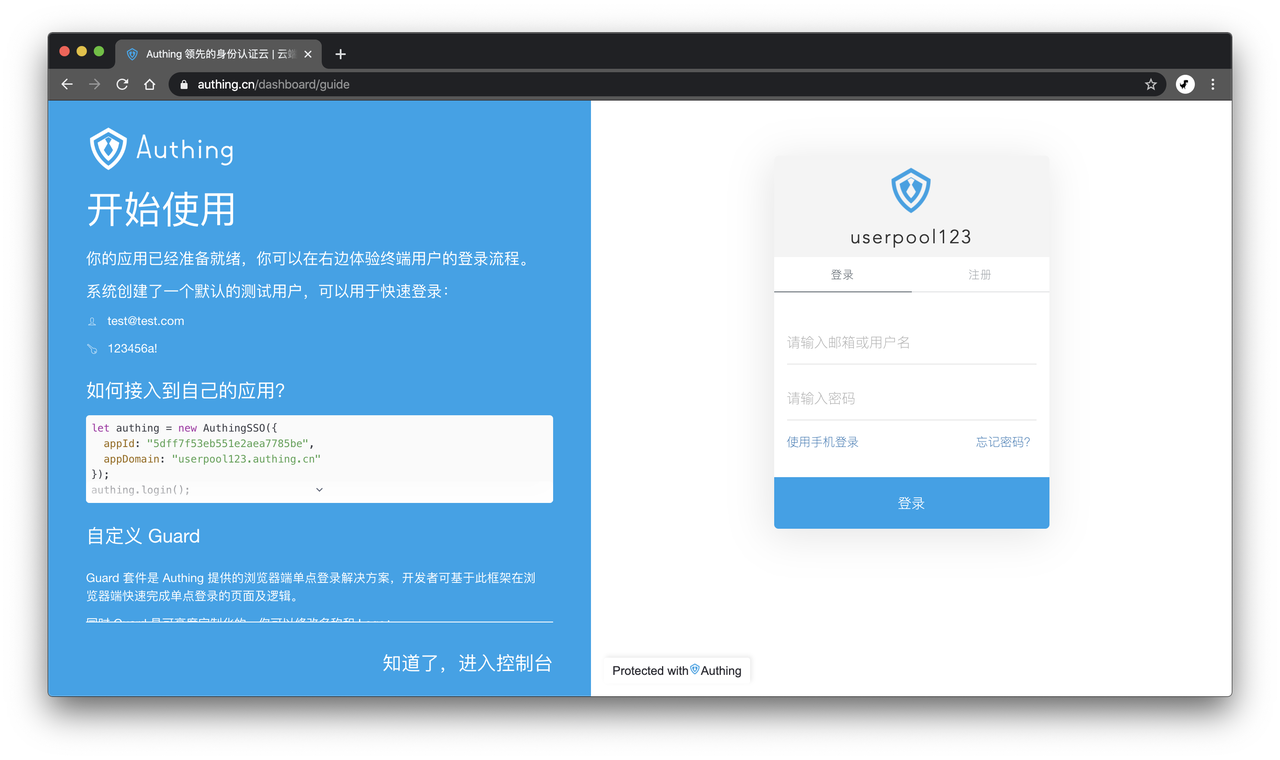 Authing 领先的身份认证云 | 云
authing.cn/dashboard/guide
Authing
开始使用
你的应用已经准备就绪，你可以在右边体验终端用户的登录流程。
系统创建了一个默认的测试用户，可以用于快速登录：
test@test.com
123456a!
如何接入到自己的应用？
let authing = new AuthingSSO({
appId: "5dff7f53eb551e2aea7785be",
appDomain: "userpool123.authing.cn"
});
authing.login();
自定义 Guard
Guard 套件是 Authing 提供的浏览器端单点登录解决方案，开发者可基于此框架在浏
览器端快速完成单点登录的页面及逻辑。
知道了，进入控制台
userpool123
登录
注册
请输入邮箱或用户名
请输入密码
使用手机登录
忘记密码?
登录
Protected with Authing